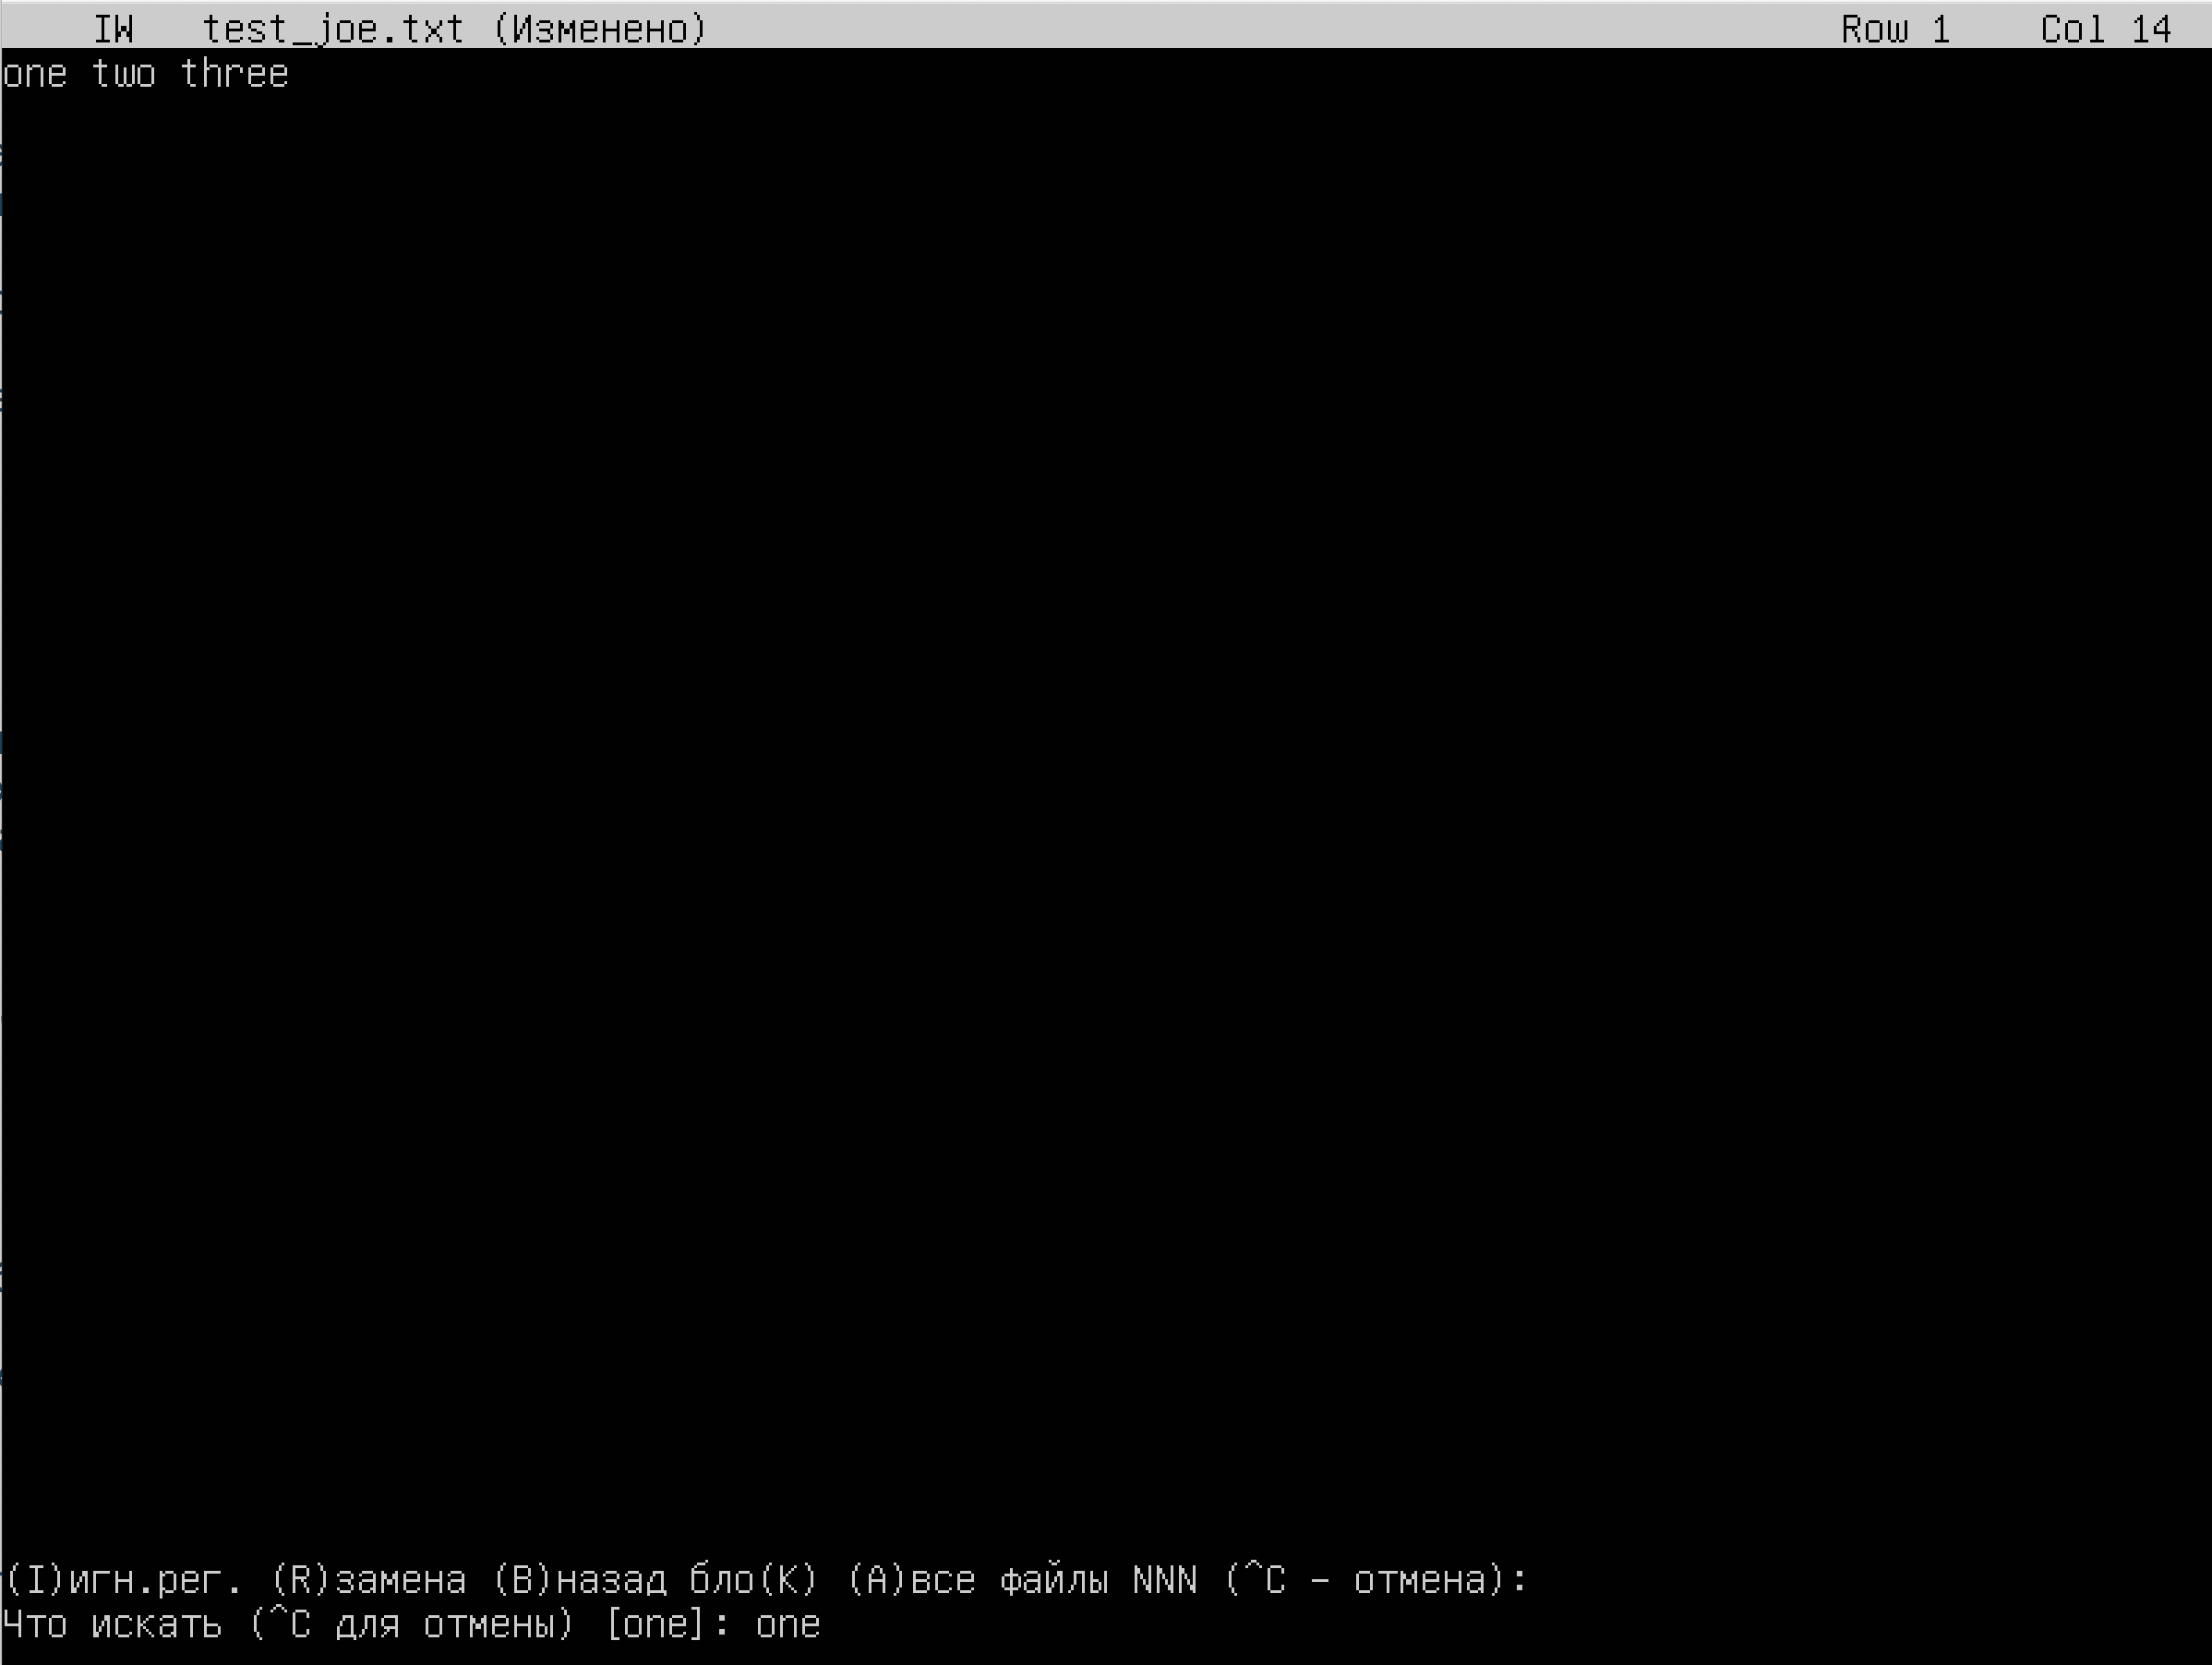 IW test_joe.txt (Изменено) Row 1 Col 14
one two three
(I)игн.рег. (R)замена (B)назад бло(K) (A)все файлы NNN (^C - отмена):
Что искать (^C для отмены) [one]: one